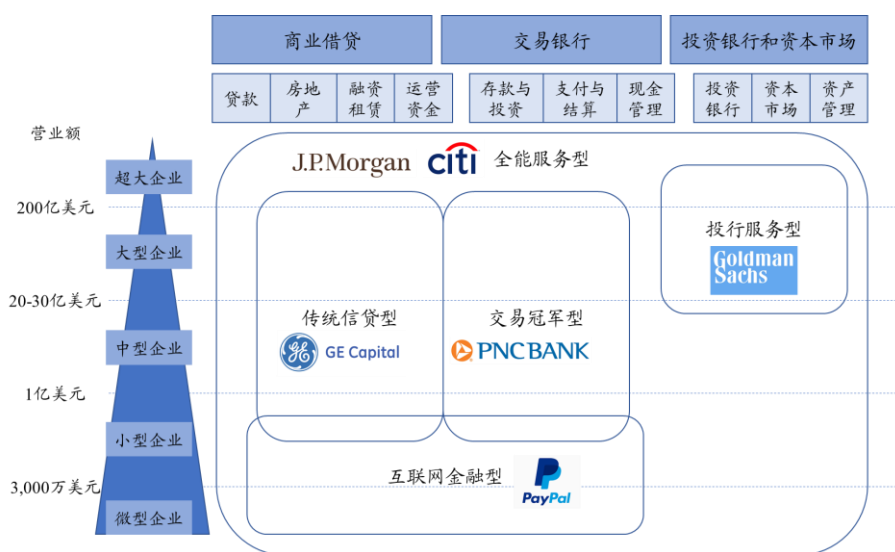 商业借贷
交易银行
投资银行和资本市场
贷款
房地
产
融资
租赁
运营
资金
存款与
投资
支付与
结算
现金
管理
投资
银行
资本
市场
资产
管理
营业额
超大企业
200亿美元
大型企业
20-30亿美元
中型企业
1亿美元
小型企业
3,000万美元
微型企业
J.P.Morgan
citi
全能服务型
投行服务型
Goldman
Sachs
传统信贷型
GE Capital
交易冠军型
PNC BANK
互联网金融型
PayPal